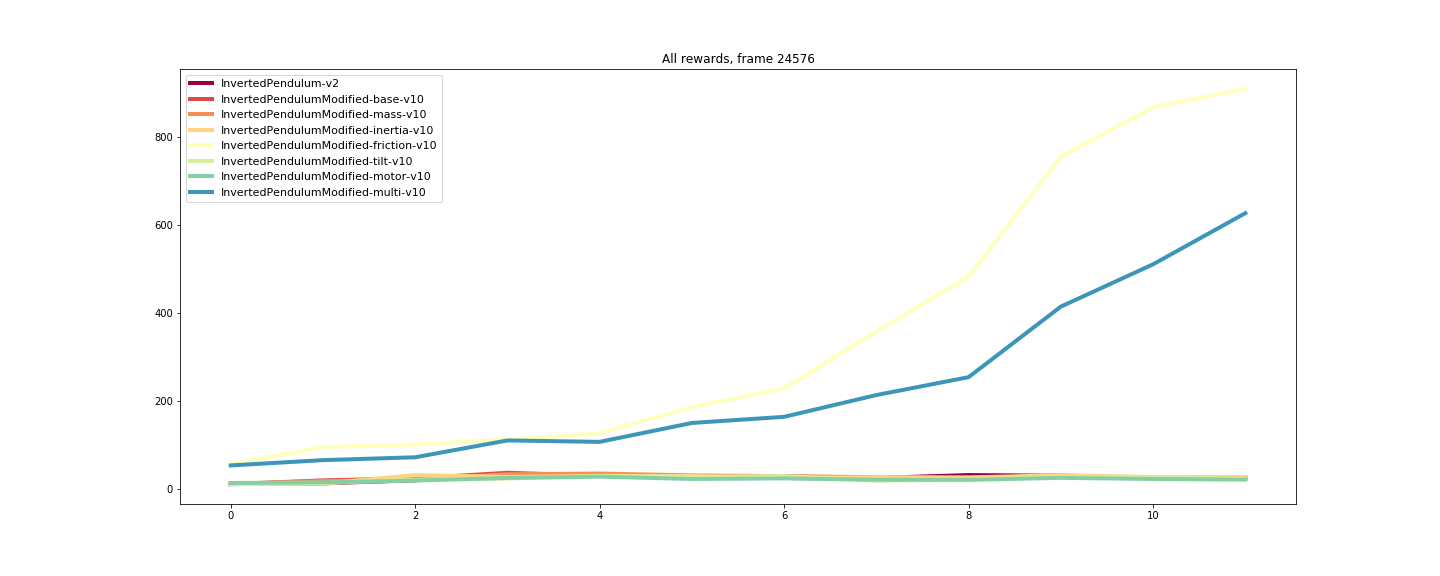 All rewards, frame 24576
InvertedPendulum-v2
InvertedPendulumModified-base-v10
InvertedPendulumModified-mass-v10
InvertedPendulumModified-inertia-v10
InvertedPendulumModified-friction-v10
InvertedPendulumModified-tilt-v10
InvertedPendulumModified-motor-v10
InvertedPendulumModified-multi-v10
800
600
400
200
0
0 2 4 6 8 10